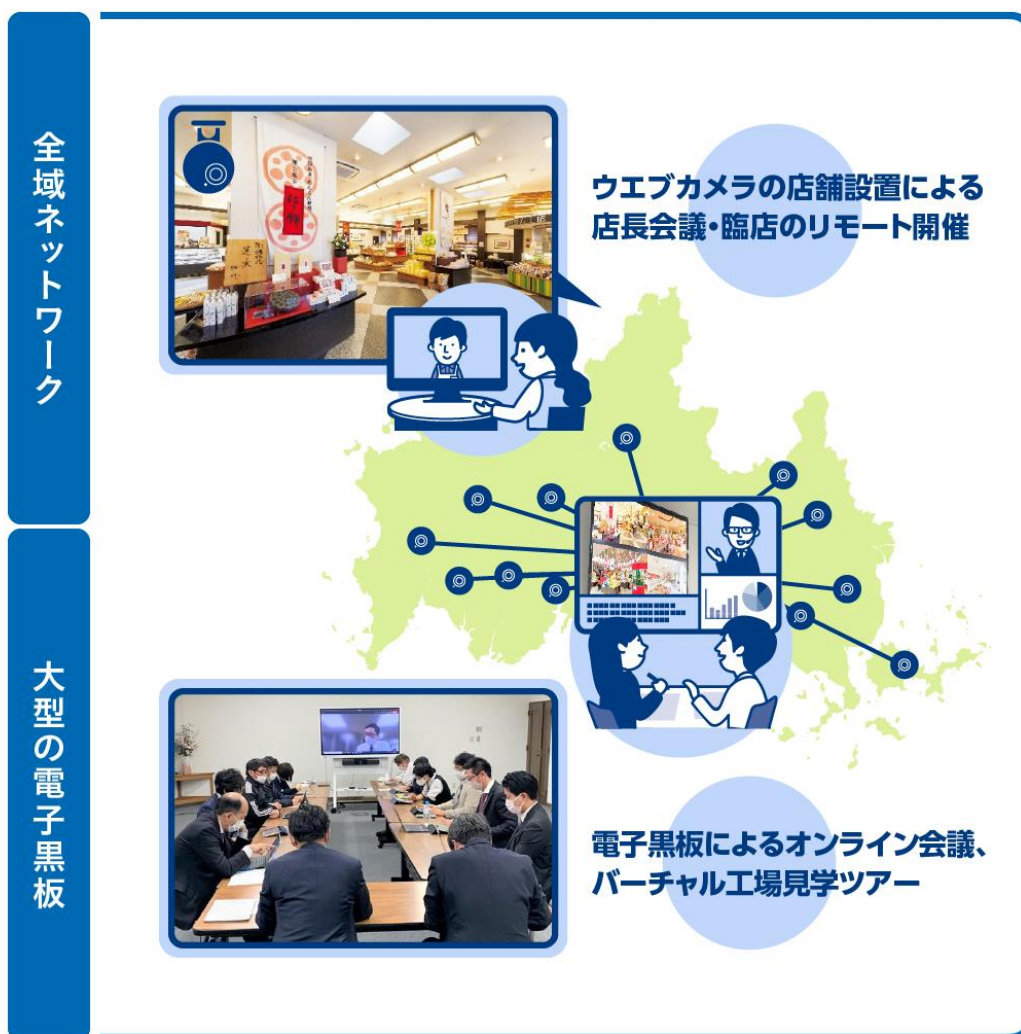 全域ネットワーク
ウエブカメラの店舗設置による
店長会議・臨店のリモート開催
大型の電子黒板
電子黒板によるオンライン会議、
バーチャル工場見学ツアー